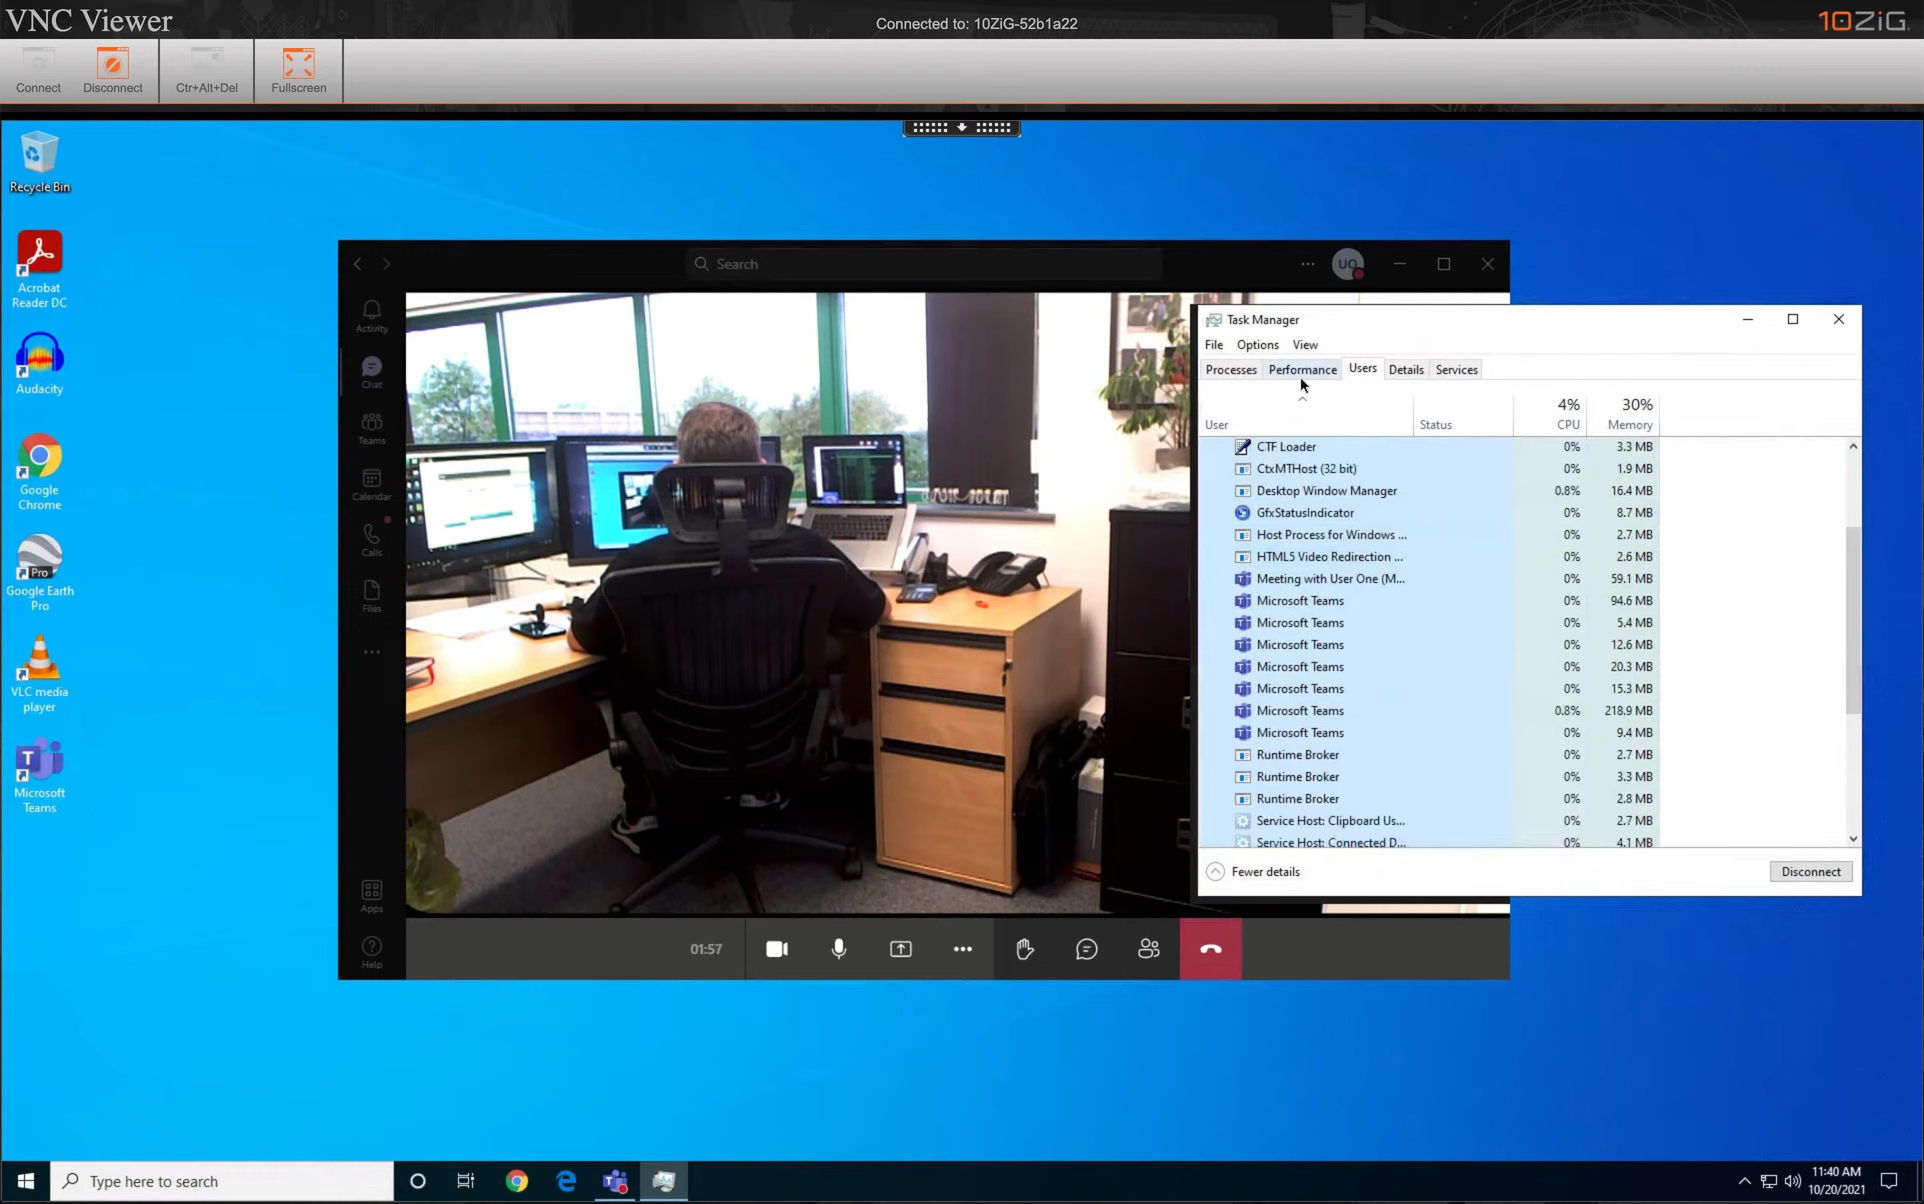 VNC Viewer
Connected to: 10ZiG-52b1a22
10ZiG
Connect
Disconnect
Ctr+Alt+Del
Fullscreen
Recycle Bin
Acrobat
Reader DC
Audacity
Google
Chrome
Pro
Google Earth
Pro
VLC media
player
Microsoft
Teams
Search
UO
Activity
Chat
Teams
Calendar
Calls
Files
Apps
Help
01:57
Task Manager
File Options View
Processes Performance Users Details Services
4% 30%
User Status CPU Memory
CTF Loader 0% 3.3 MB
CtxMTHost (32 bit) 0% 1.9 MB
Desktop Window Manager 0.8% 16.4 MB
GfxStatusIndicator 0% 8.7 MB
Host Process for Windows ... 0% 2.7 MB
HTML5 Video Redirection ... 0% 2.6 MB
Meeting with User One (M... 0% 59.1 MB
Microsoft Teams 0% 94.6 MB
Microsoft Teams 0% 5.4 MB
Microsoft Teams 0% 12.6 MB
Microsoft Teams 0% 20.3 MB
Microsoft Teams 0% 15.3 MB
Microsoft Teams 0.8% 218.9 MB
Microsoft Teams 0% 9.4 MB
Runtime Broker 0% 2.7 MB
Runtime Broker 0% 3.3 MB
Runtime Broker 0% 2.8 MB
Service Host: Clipboard Us... 0% 2.7 MB
Service Host: Connected D... 0% 4.1 MB
Fewer details
Disconnect
Type here to search
11:40 AM
10/20/2021